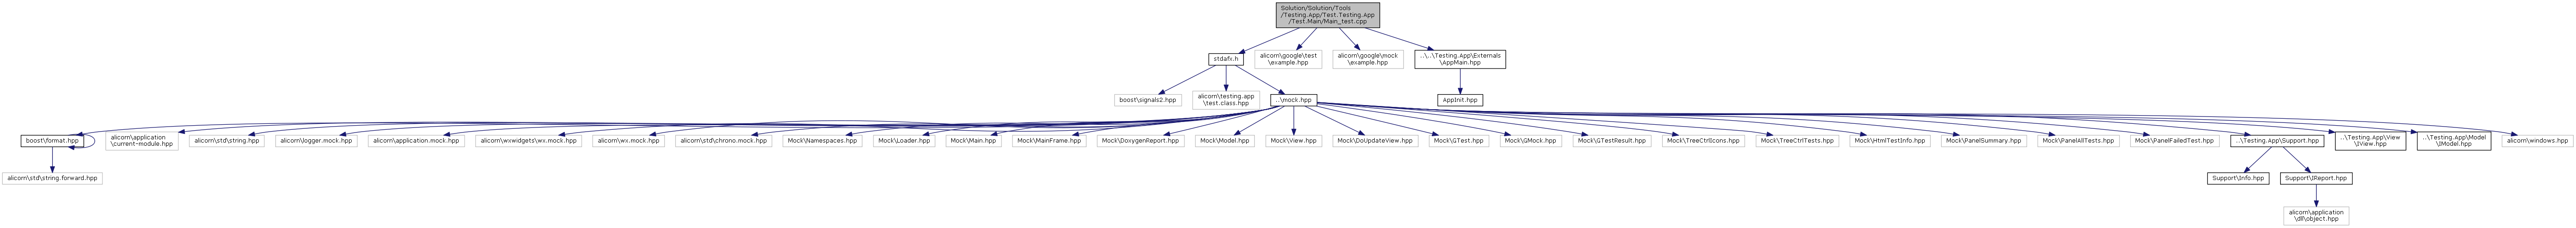 Solution/Solution/Tools
/Testing.App/Test.Testing.App
/Test.Main/Main_test.cpp
stdafx.h
alicorn\google\test
\example.hpp
alicorn\google\mock
\example.hpp
..\..\Testing.App\Externals
\AppMain.hpp
boost\signals2.hpp
alicorn\testing.app
\test.class.hpp
..\mock.hpp
AppInit.hpp
boost\format.hpp
alicorn\application
\current-module.hpp
alicorn\std\string.hpp
alicorn\logger.mock.hpp
alicorn\application.mock.hpp
alicorn\wxwidgets\wx.mock.hpp
alicorn\wx.mock.hpp
alicorn\std\chrono.mock.hpp
Mock\Namespaces.hpp
Mock\Loader.hpp
Mock\Main.hpp
Mock\MainFrame.hpp
Mock\DoxygenReport.hpp
Mock\Model.hpp
Mock\View.hpp
Mock\DoUpdateView.hpp
Mock\GTest.hpp
Mock\GMock.hpp
Mock\GTestResult.hpp
Mock\TreeCtrlIcons.hpp
Mock\TreeCtrlTests.hpp
Mock\HtmlTestInfo.hpp
Mock\PanelSummary.hpp
Mock\PanelAllTests.hpp
Mock\PanelFailedTest.hpp
..\Testing.App\Support.hpp
..\Testing.App\View
\IView.hpp
..\Testing.App\Model
\IModel.hpp
alicorn\windows.hpp
alicorn\std\string.forward.hpp
Support\Info.hpp
Support\IReport.hpp
alicorn\application
\dll\object.hpp